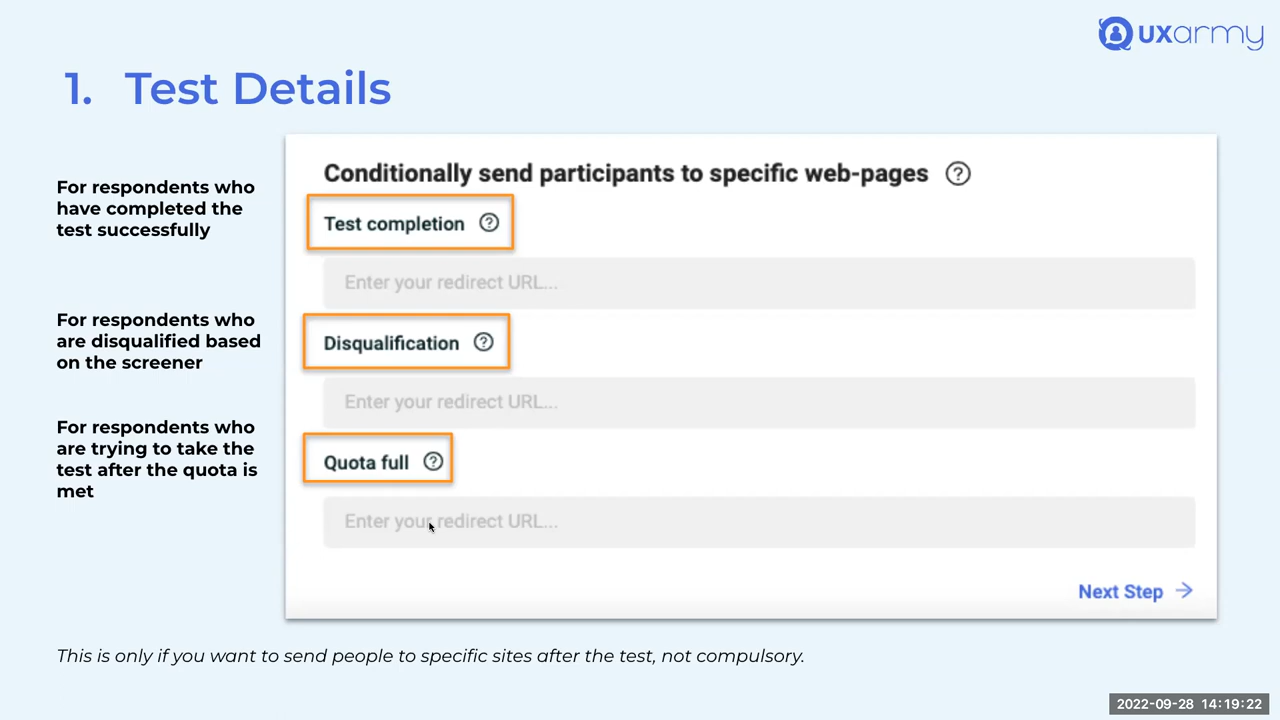 uxarmy
1. Test Details
For respondents who
have completed the
test successfully
Conditionally send participants to specific web-pages ?
Test completion ?
Enter your redirect URL...
For respondents who
are disqualified based
on the screener
Disqualification ?
Enter your redirect URL...
For respondents who
are trying to take the
test after the quota is
met
Quota full ?
Enter your redirect URL...
Next Step →
This is only if you want to send people to specific sites after the test, not compulsory.
2022-09-28 14:19:22